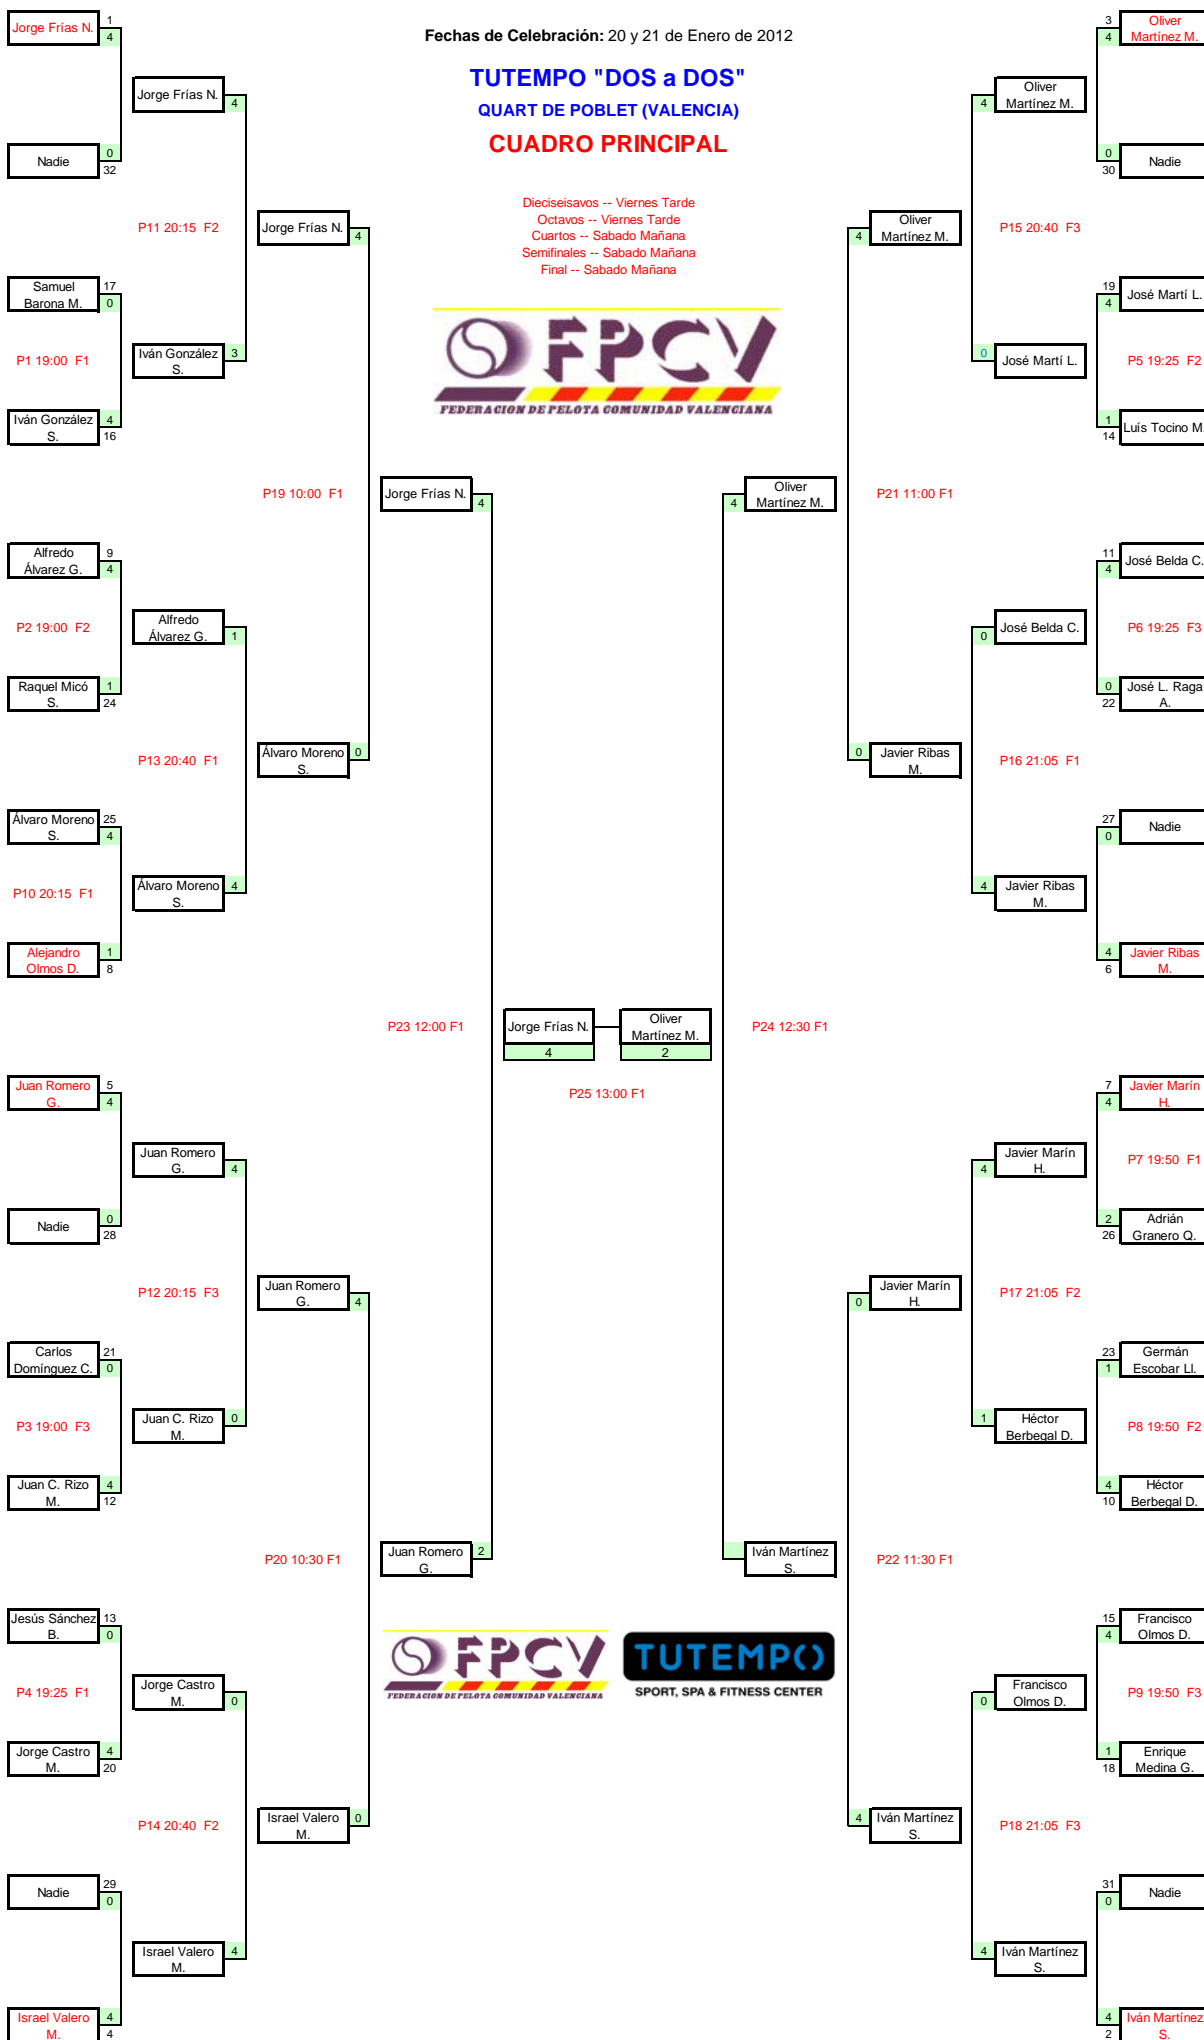 Fechas de Celebración: 20 y 21 de Enero de 2012
TUTEMPO "DOS a DOS"
QUART DE POBLET (VALENCIA)
CUADRO PRINCIPAL
Dieciseisavos -- Viernes Tarde
Octavos -- Viernes Tarde
Cuartos -- Sabado Mañana
Semifinales -- Sabado Mañana
Final -- Sabado Mañana
FPCV
FEDERACION DE PELOTA COMUNIDAD VALENCIANA
Jorge Frías N.
1
4
Nadie
0
32
Samuel
Barona M.
17
0
P1 19:00 F1
Iván González
S.
4
16
Alfredo
Álvarez G.
9
4
P2 19:00 F2
Raquel Micó
S.
1
24
Álvaro Moreno
S.
25
4
P10 20:15 F1
Alejandro
Olmos D.
1
8
Juan Romero
G.
5
4
Nadie
0
28
Carlos
Domínguez C.
21
0
P3 19:00 F3
Juan C. Rizo
M.
4
12
Jesús Sánchez
B.
13
0
P4 19:25 F1
Jorge Castro
M.
4
20
Nadie
29
0
Israel Valero
M.
4
4
Jorge Frías N.
4
P11 20:15 F2
Iván González
S.
3
Alfredo
Álvarez G.
1
P13 20:40 F1
Álvaro Moreno
S.
4
Juan Romero
G.
4
P12 20:15 F3
Juan C. Rizo
M.
0
Jorge Castro
M.
0
P14 20:40 F2
Israel Valero
M.
4
Jorge Frías N.
4
P19 10:00 F1
Álvaro Moreno
S.
0
Juan Romero
G.
4
P20 10:30 F1
Israel Valero
M.
0
Jorge Frías N.
4
P23 12:00 F1
Juan Romero
G.
2
Jorge Frías N.
4
Oliver
Martínez M.
2
P25 13:00 F1
Oliver
Martínez M.
4
P24 12:30 F1
Iván Martínez
S.
Oliver
Martínez M.
4
P21 11:00 F1
Javier Ribas
M.
0
Javier Marín
H.
0
P22 11:30 F1
Iván Martínez
S.
4
Oliver
Martínez M.
4
P15 20:40 F3
José Martí L.
0
José Belda C.
0
P16 21:05 F1
Javier Ribas
M.
4
Javier Marín
H.
4
P17 21:05 F2
Héctor
Berbegal D.
1
Francisco
Olmos D.
0
P18 21:05 F3
Iván Martínez
S.
4
3
4
Oliver
Martínez M.
0
30
Nadie
19
4
José Martí L.
P5 19:25 F2
1
14
Luís Tocino M.
11
4
José Belda C.
P6 19:25 F3
0
22
José L. Raga
A.
27
0
Nadie
4
6
Javier Ribas
M.
7
4
Javier Marín
H.
P7 19:50 F1
2
26
Adrián
Granero Q.
23
1
Germán
Escobar Ll.
P8 19:50 F2
4
10
Héctor
Berbegal D.
15
4
Francisco
Olmos D.
P9 19:50 F3
1
18
Enrique
Medina G.
31
0
Nadie
4
2
Iván Martínez
S.
FPCV
FEDERACION DE PELOTA COMUNIDAD VALENCIANA
TUTEMPO
SPORT, SPA & FITNESS CENTER